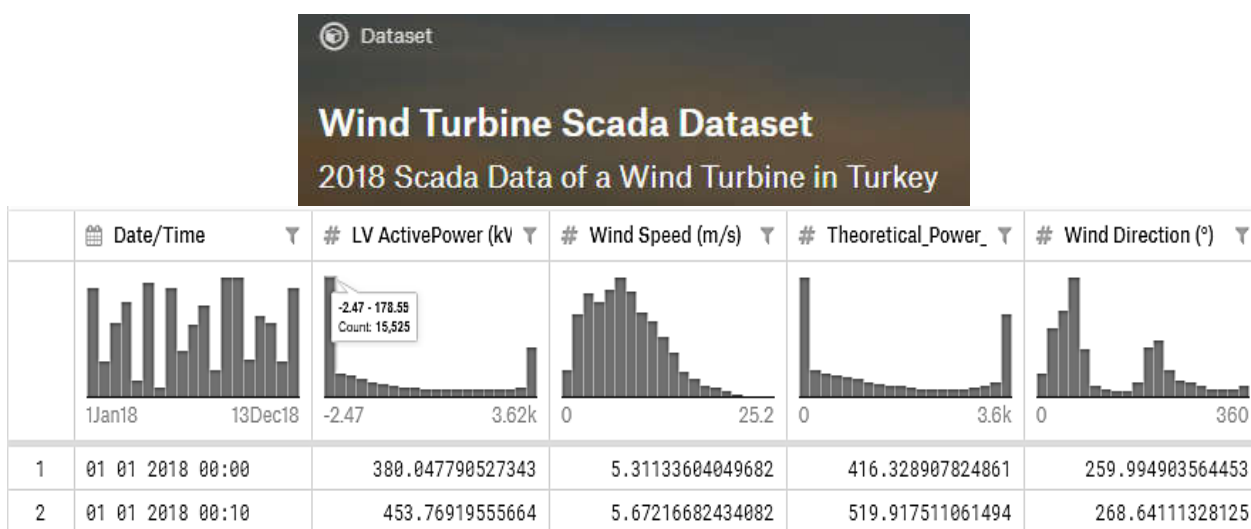 Dataset
Wind Turbine Scada Dataset
2018 Scada Data of a Wind Turbine in Turkey
Date/Time # LV ActivePower (kV # Wind Speed (m/s) # Theoretical_Power_ # Wind Direction (°)
-2.47 - 178.59
Count: 15,525
1Jan18 13Dec18 -2.47 3.62k 0 25.2 0 3.6k 0 360
1 01 01 2018 00:00 380.047790527343 5.31133604049682 416.328907824861 259.994903564453
2 01 01 2018 00:10 453.76919555664 5.67216682434082 519.917511061494 268.64111328125